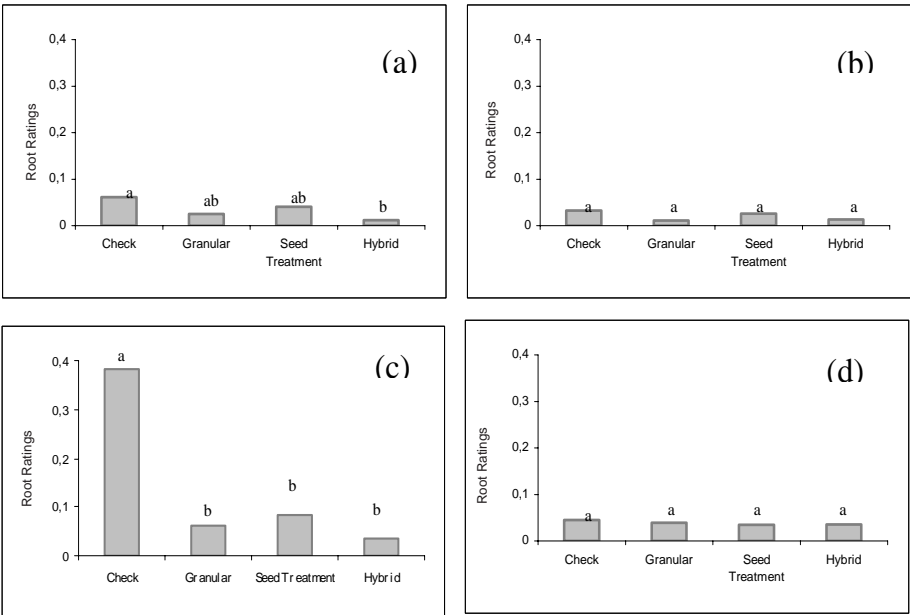 (a)
Root Ratings
0,4
0,3
0,2
0,1
0
a
ab
ab
b
Check Granular Seed Treatment Hybrid
(b)
Root Ratings
0,4
0,3
0,2
0,1
0
a
a
a
a
Check Granular Seed Treatment Hybrid
(c)
Root Ratings
0,4
0,3
0,2
0,1
0
a
b
b
b
Check Granular Seed Treatment Hybrid
(d)
Root Ratings
0,4
0,3
0,2
0,1
0
a
a
a
a
Check Granular Seed Treatment Hybrid